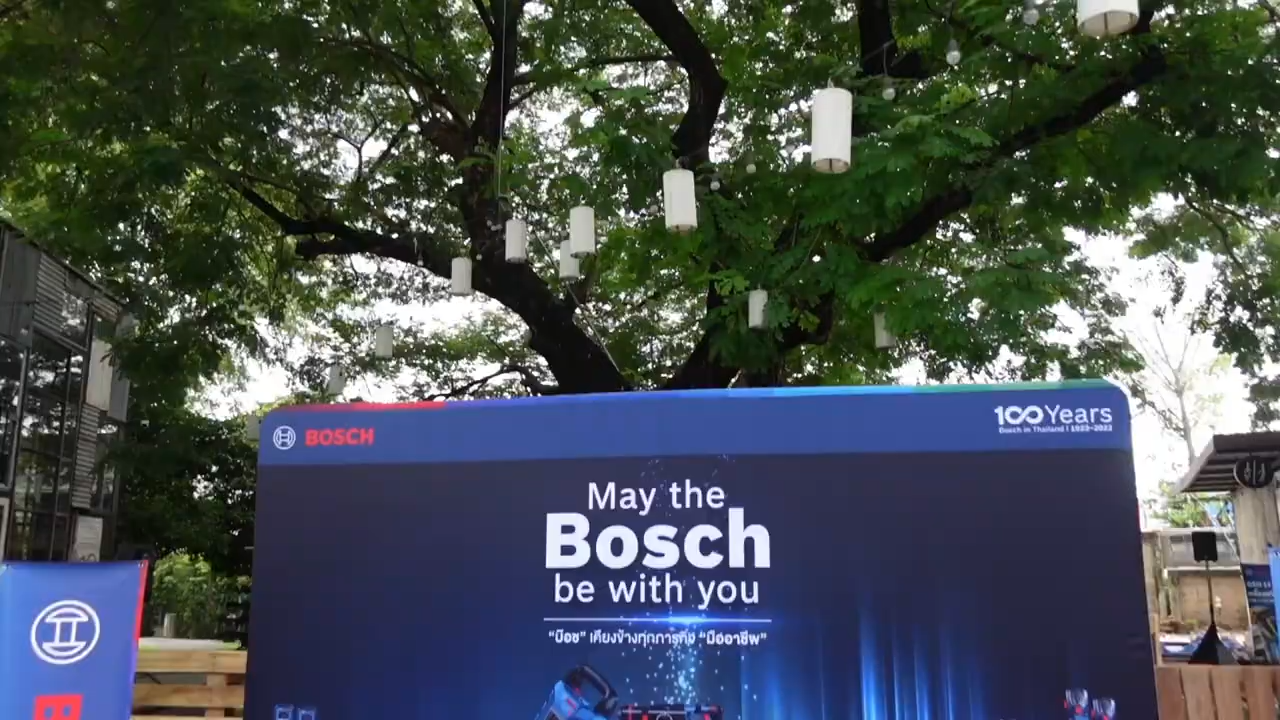 BOSCH
100 Years
Bosch in Thailand | 1923-2023
May the
Bosch
be with you
“บ๊อช” เคียงข้างทุกภารกิจ “มืออาชีพ”